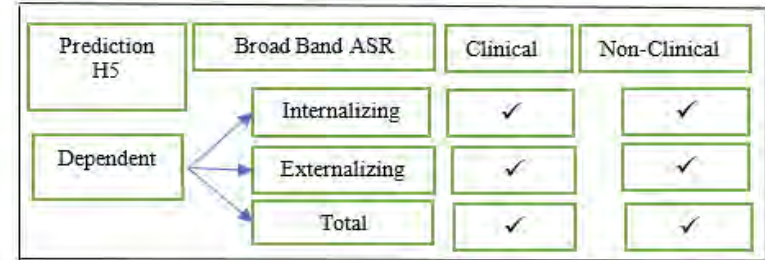 Prediction
H5
Broad Band ASR
Clinical
Non-Clinical
Internalizing
✓
✓
Dependent
Externalizing
✓
✓
Total
✓
✓